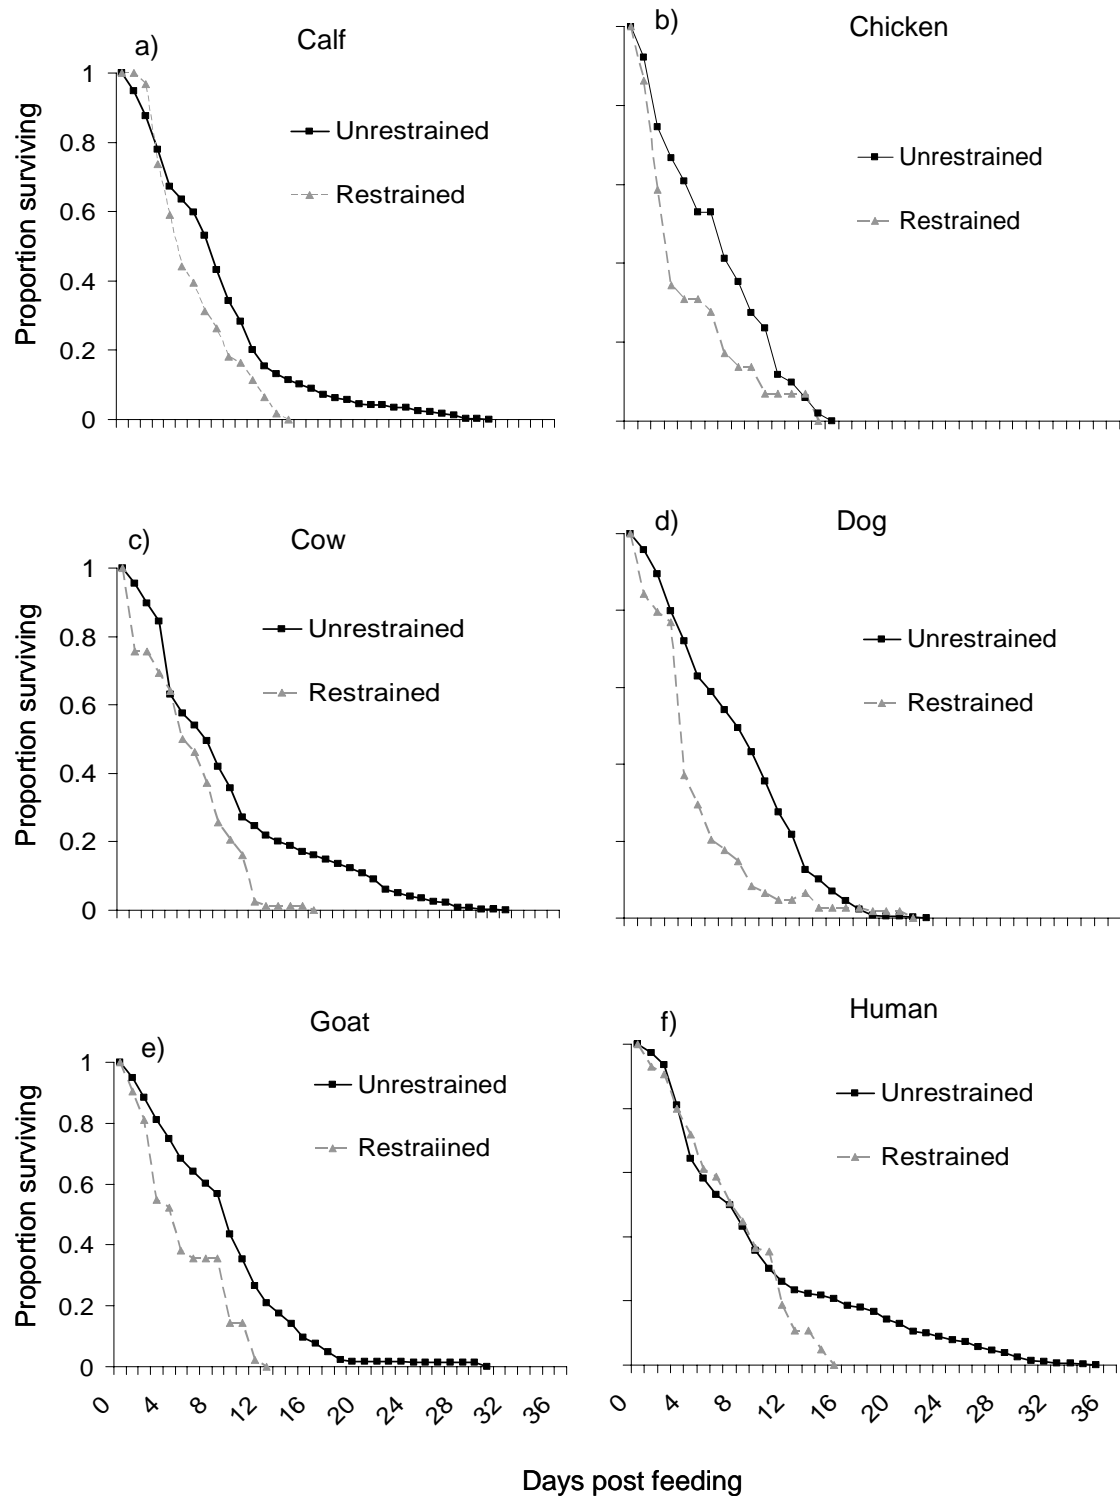 a) Calf
Proportion surviving
1
0.8
0.6
0.4
0.2
0
Unrestrained
Restrained
b) Chicken
Unrestrained
Restrained
c) Cow
Proportion surviving
1
0.8
0.6
0.4
0.2
0
Unrestrained
Restrained
d) Dog
Unrestrained
Restrained
e) Goat
Proportion surviving
1
0.8
0.6
0.4
0.2
0
Unrestrained
Restraiined
0 4 8 12 16 20 24 28 32 36
f) Human
Unrestrained
Restrained
0 4 8 12 16 20 24 28 32 36
Days post feeding